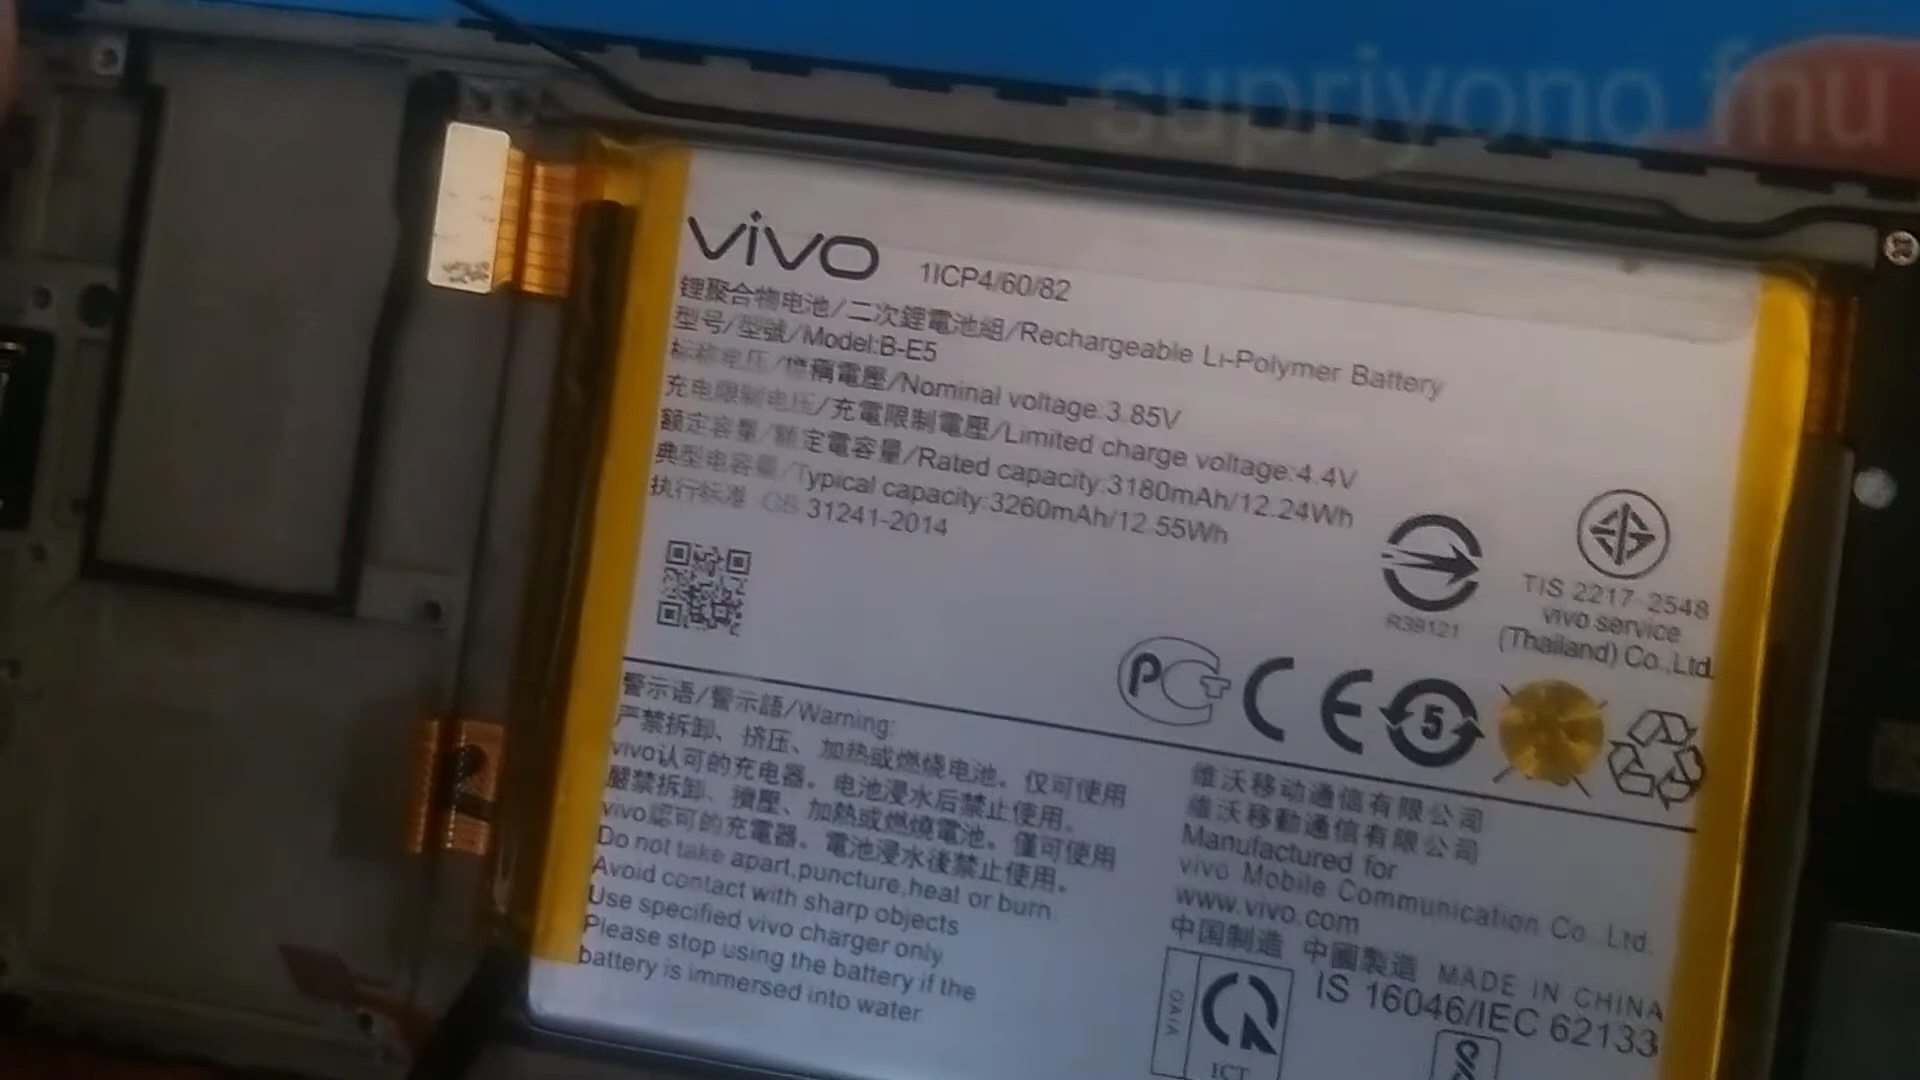 supriyono fnu
vivo 1ICP4/60/82
锂聚合物电池/二次鋰電池組/Rechargeable Li-Polymer Battery
型号/型號/Model:B-E5
标称电压/標稱電壓/Nominal voltage:3.85V
充电限制电压/充電限制電壓/Limited charge voltage:4.4V
额定容量/額定電容量/Rated capacity:3180mAh/12.24Wh
典型电容量/Typical capacity:3260mAh/12.55Wh
执行标准 GB 31241-2014
R39121
TIS 2217-2548
vivo service
(Thailand) Co.,Ltd.
PCT CE 5
警示语/警示語/Warning:
严禁拆卸、挤压、加热或燃烧电池。仅可使用
vivo认可的充电器。电池浸水后禁止使用。
嚴禁拆卸、擠壓、加熱或燃燒電池。僅可使用
vivo認可的充電器。電池浸水後禁止使用。
Do not take apart,puncture,heat or burn
Avoid contact with sharp objects
Use specified vivo charger only
Please stop using the battery if the
battery is immersed into water
维沃移动通信有限公司
維沃移動通信有限公司
Manufactured for
vivo Mobile Communication Co.,Ltd.
www.vivo.com
中国制造 中國製造 MADE IN CHINA
IS 16046/IEC 62133
ICT